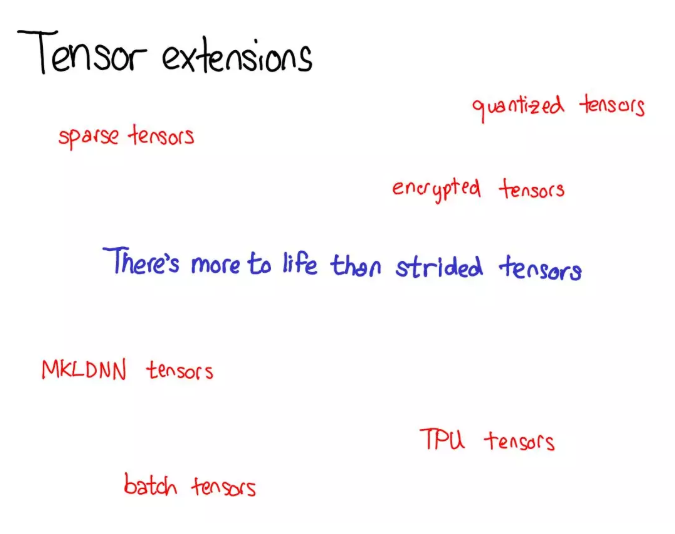 Tensor extensions
quantized tensors
sparse tensors
encrypted tensors
There's more to life than strided tensors
MKLDNN tensors
TPU tensors
batch tensors